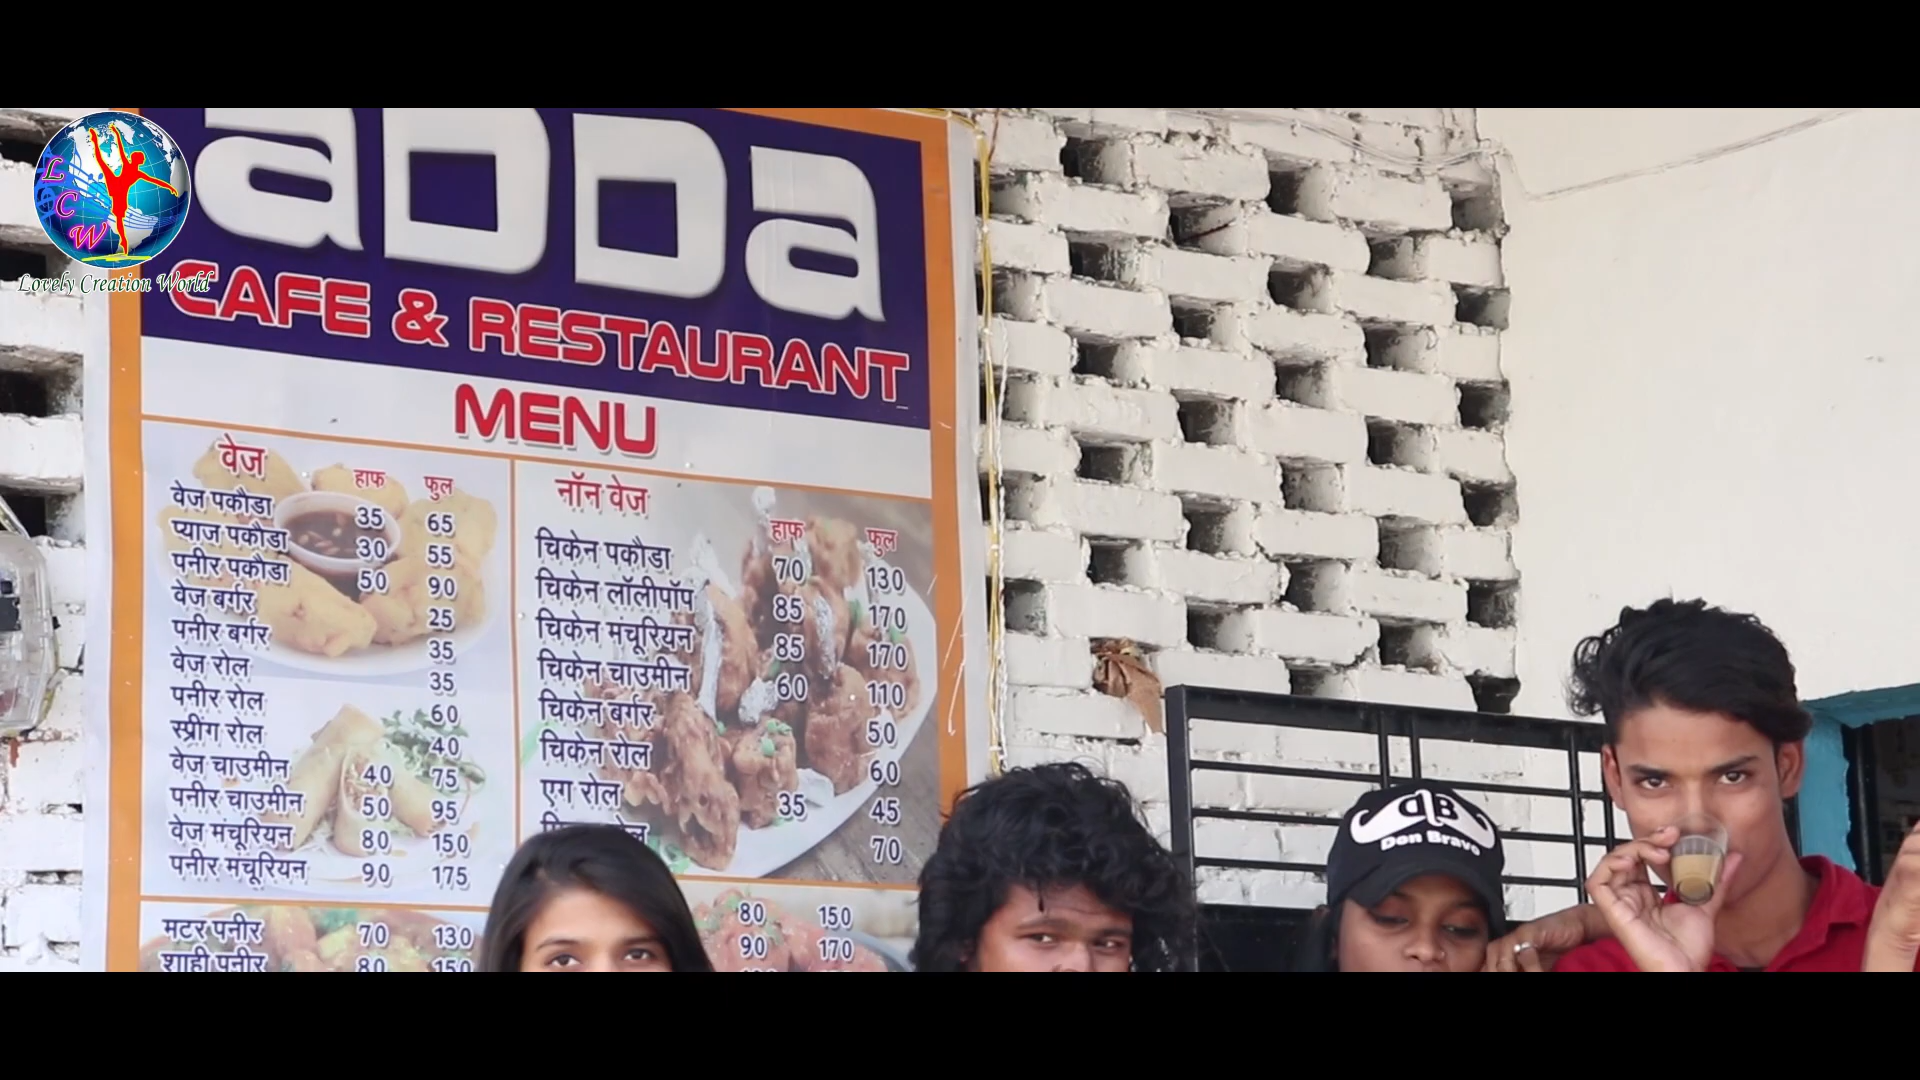 L
C
W
Lovely Creation World
aDDa
CAFE & RESTAURANT
MENU
वेज हाफ फुल
वेज पकौडा 35 65
प्याज पकौडा 30 55
पनीर पकौडा 50 90
वेज बर्गर 25
पनीर बर्गर 35
वेज रोल 35
पनीर रोल 60
स्प्रींग रोल 40
वेज चाउमीन 40 75
पनीर चाउमीन 50 95
वेज मंचूरियन 80 150
पनीर मंचूरियन 90 175
नॉन वेज हाफ फुल
चिकेन पकौडा 70 130
चिकेन लॉलीपॉप 85 170
चिकेन मंचूरियन 85 170
चिकेन चाउमीन 60 110
चिकेन बर्गर 50
चिकेन रोल 60
एग रोल 35 45
70
मटर पनीर 70 130
शाही पनीर 80 150
80 150
90 170
dB
Don Bravo